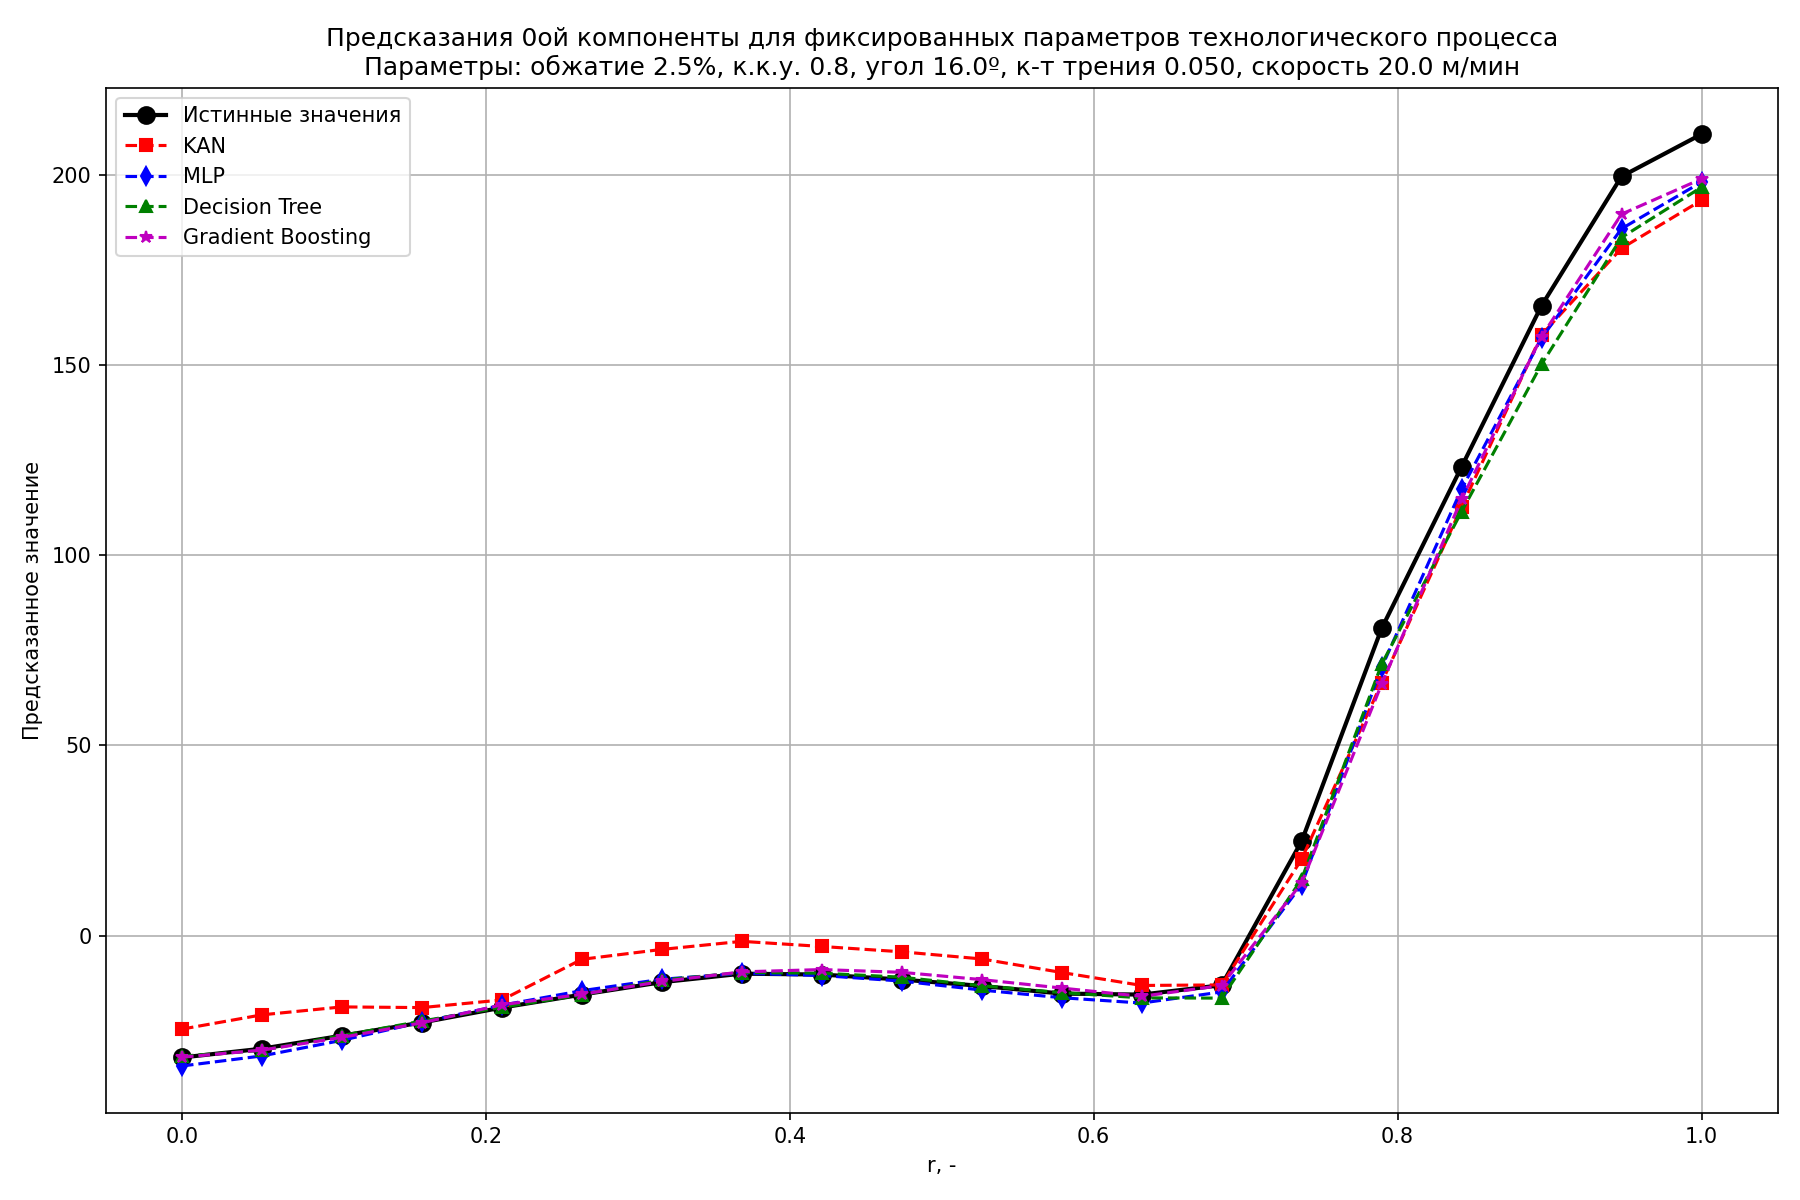 Предсказания 0ой компоненты для фиксированных параметров технологического процесса
Параметры: обжатие 2.5%, к.к.у. 0.8, угол 16.0º, к-т трения 0.050, скорость 20.0 м/мин
Истинные значения
KAN
MLP
Decision Tree
Gradient Boosting
Предсказанное значение
200
150
100
50
0
0.0
0.2
0.4
0.6
0.8
1.0
r, -